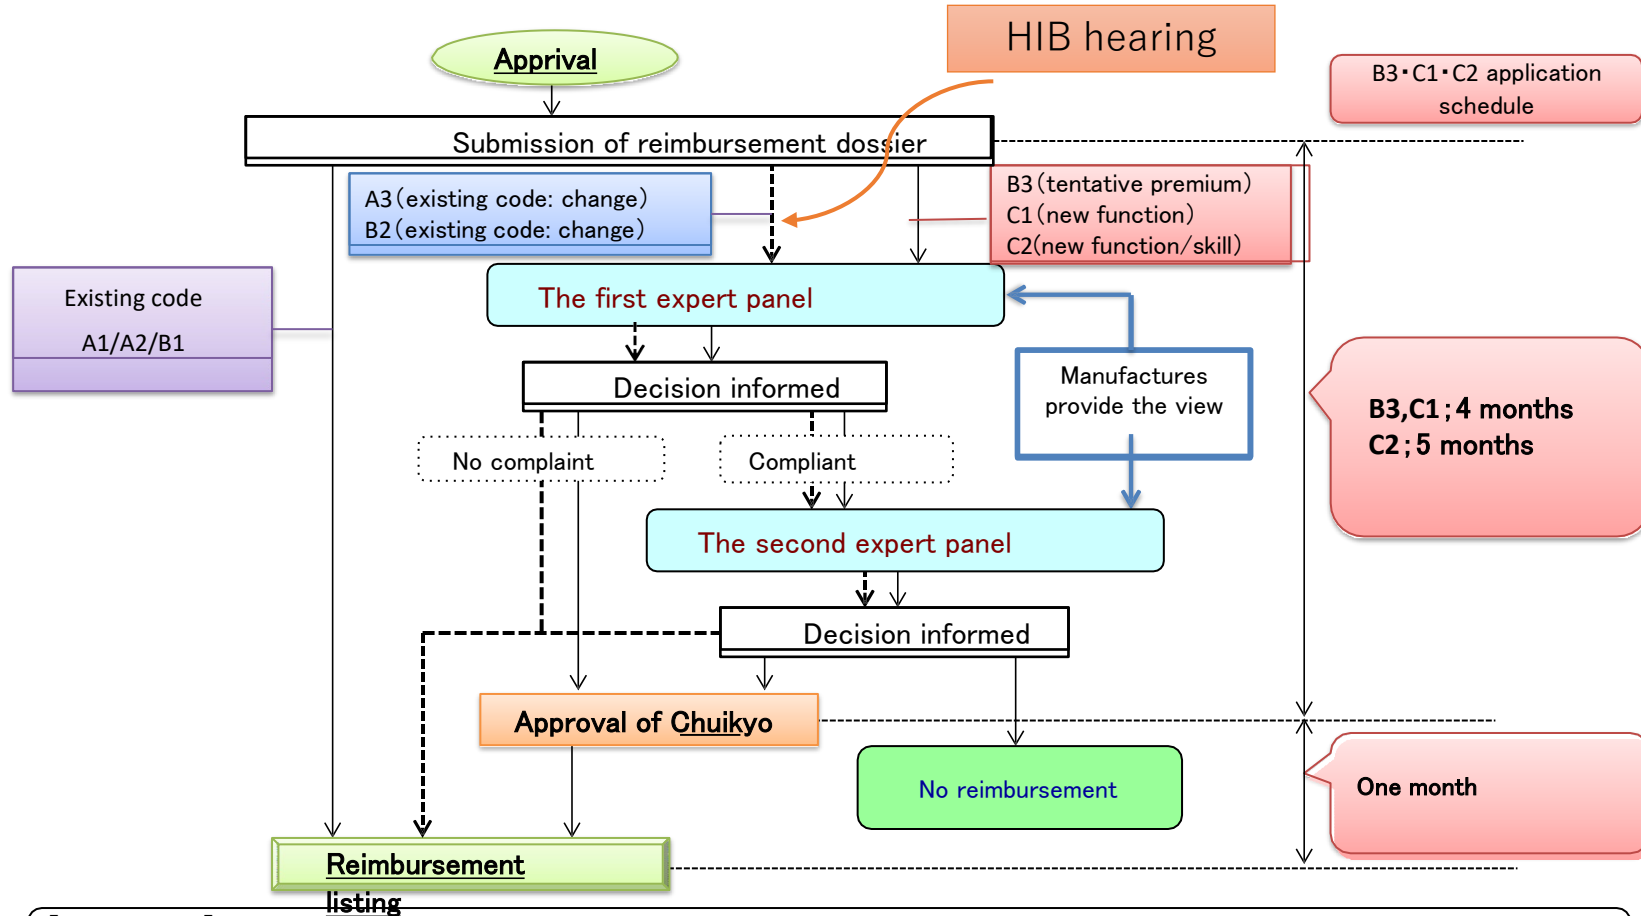 HIB hearing
Apprival
B3・C1・C2 application
schedule
Submission of reimbursement dossier
A3(existing code: change)
B2(existing code: change)
B3(tentative premium)
C1(new function)
C2(new function/skill)
Existing code
A1/A2/B1
The first expert panel
Decision informed
Manufactures
provide the view
B3,C1;4 months
C2;5 months
No complaint
Compliant
The second expert panel
Decision informed
Approval of Chuikyo
No reimbursement
One month
Reimbursement
listing